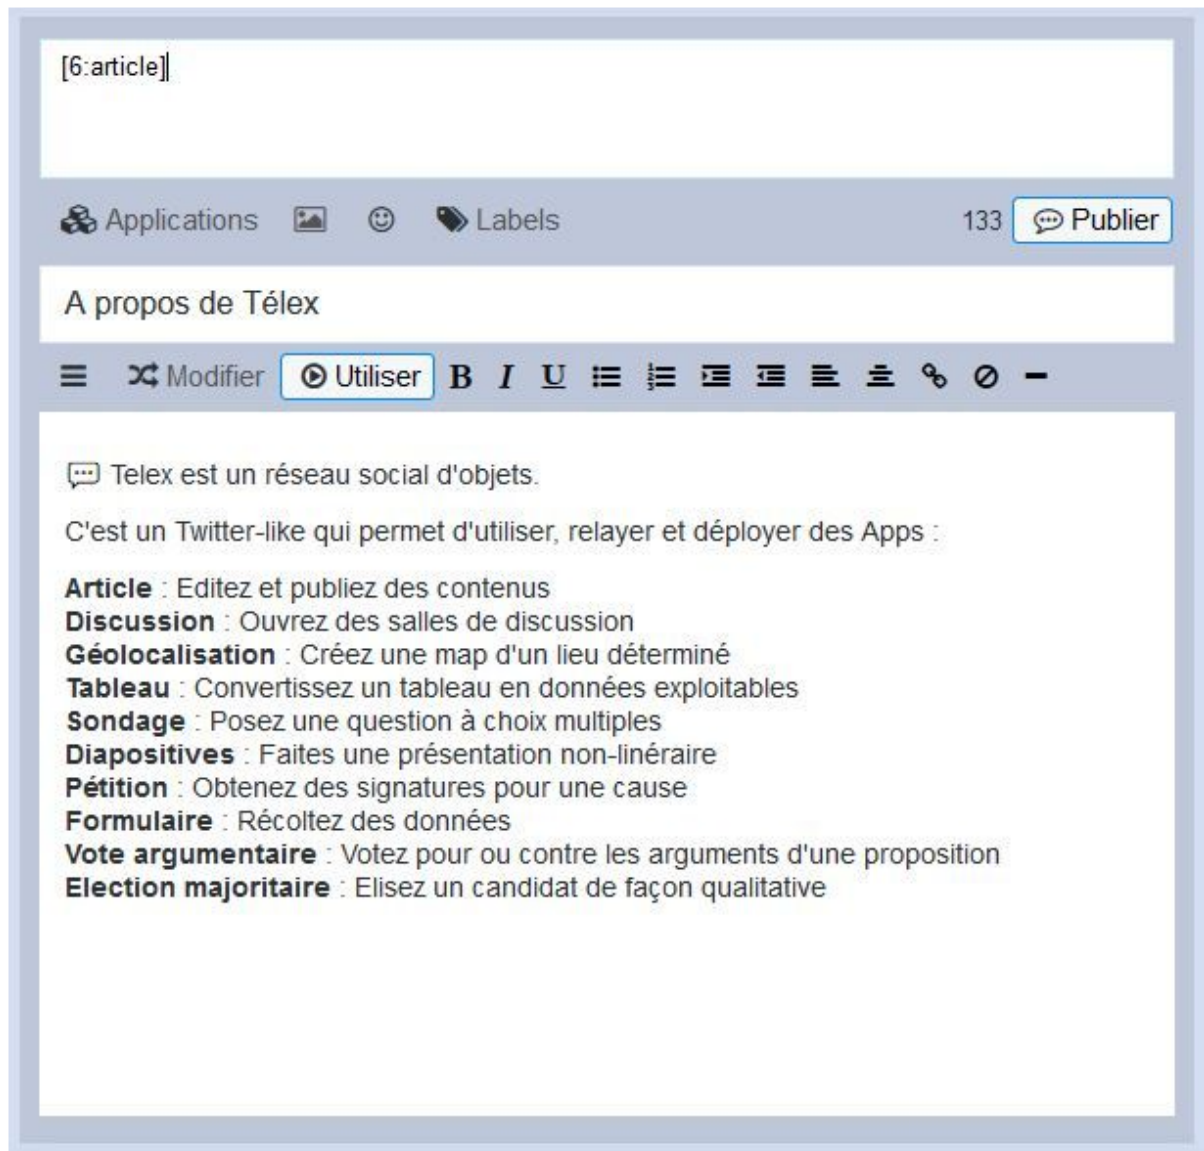 [6:article]
Applications Labels 133 Publier
A propos de Télex
Modifier Utiliser B I U
Telex est un réseau social d'objets.
C'est un Twitter-like qui permet d'utiliser, relayer et déployer des Apps :
Article : Editez et publiez des contenus
Discussion : Ouvrez des salles de discussion
Géolocalisation : Créez une map d'un lieu déterminé
Tableau : Convertissez un tableau en données exploitables
Sondage : Posez une question à choix multiples
Diapositives : Faites une présentation non-linéraire
Pétition : Obtenez des signatures pour une cause
Formulaire : Récoltez des données
Vote argumentaire : Votez pour ou contre les arguments d'une proposition
Election majoritaire : Elisez un candidat de façon qualitative